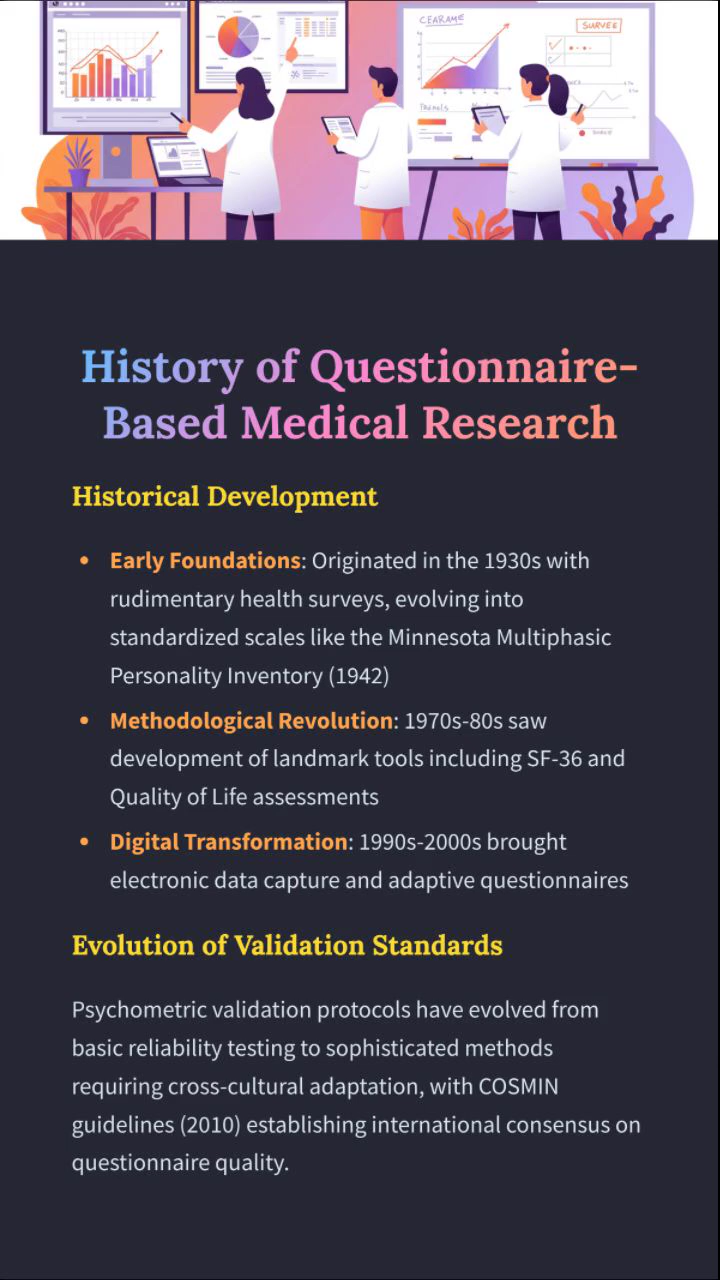 CEARAME
SURVEE
History of Questionnaire-
Based Medical Research
Historical Development
• Early Foundations: Originated in the 1930s with
rudimentary health surveys, evolving into
standardized scales like the Minnesota Multiphasic
Personality Inventory (1942)
• Methodological Revolution: 1970s-80s saw
development of landmark tools including SF-36 and
Quality of Life assessments
• Digital Transformation: 1990s-2000s brought
electronic data capture and adaptive questionnaires
Evolution of Validation Standards
Psychometric validation protocols have evolved from
basic reliability testing to sophisticated methods
requiring cross-cultural adaptation, with COSMIN
guidelines (2010) establishing international consensus on
questionnaire quality.